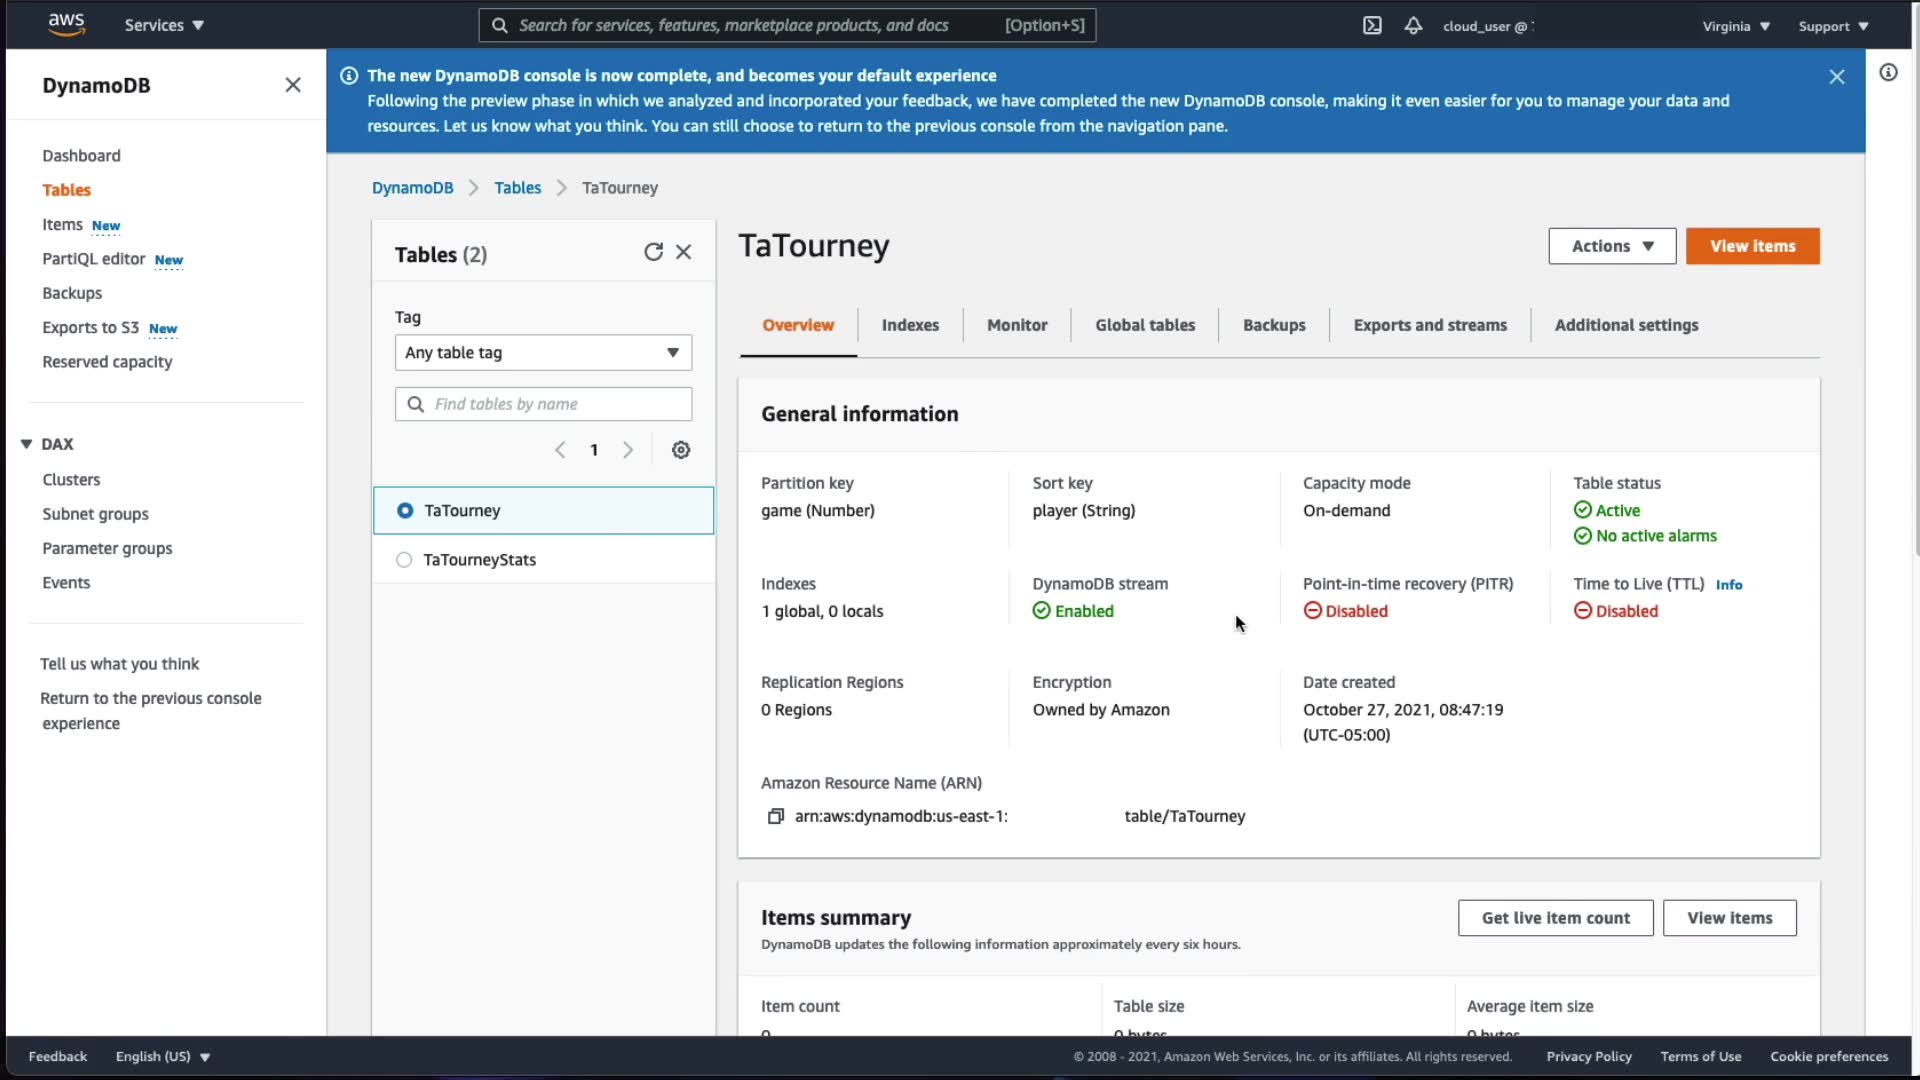 aws
Services ▼
Search for services, features, marketplace products, and docs
[Option+S]
cloud_user @
Virginia ▼
Support ▼
DynamoDB
Dashboard
Tables
Items New
PartiQL editor New
Backups
Exports to S3 New
Reserved capacity
▼ DAX
Clusters
Subnet groups
Parameter groups
Events
Tell us what you think
Return to the previous console
experience
The new DynamoDB console is now complete, and becomes your default experience
Following the preview phase in which we analyzed and incorporated your feedback, we have completed the new DynamoDB console, making it even easier for you to manage your data and
resources. Let us know what you think. You can still choose to return to the previous console from the navigation pane.
DynamoDB > Tables > TaTourney
Tables (2)
Tag
Any table tag
Find tables by name
1
TaTourney
TaTourneyStats
TaTourney
Actions ▼
View items
Overview
Indexes
Monitor
Global tables
Backups
Exports and streams
Additional settings
General information
Partition key
game (Number)
Sort key
player (String)
Capacity mode
On-demand
Table status
Active
No active alarms
Indexes
1 global, 0 locals
DynamoDB stream
Enabled
Point-in-time recovery (PITR)
Disabled
Time to Live (TTL) Info
Disabled
Replication Regions
0 Regions
Encryption
Owned by Amazon
Date created
October 27, 2021, 08:47:19
(UTC-05:00)
Amazon Resource Name (ARN)
arn:aws:dynamodb:us-east-1: table/TaTourney
Items summary
DynamoDB updates the following information approximately every six hours.
Get live item count
View items
Item count
Table size
Average item size
0
0 bytes
0 bytes
Feedback
English (US) ▼
© 2008 - 2021, Amazon Web Services, Inc. or its affiliates. All rights reserved.
Privacy Policy
Terms of Use
Cookie preferences